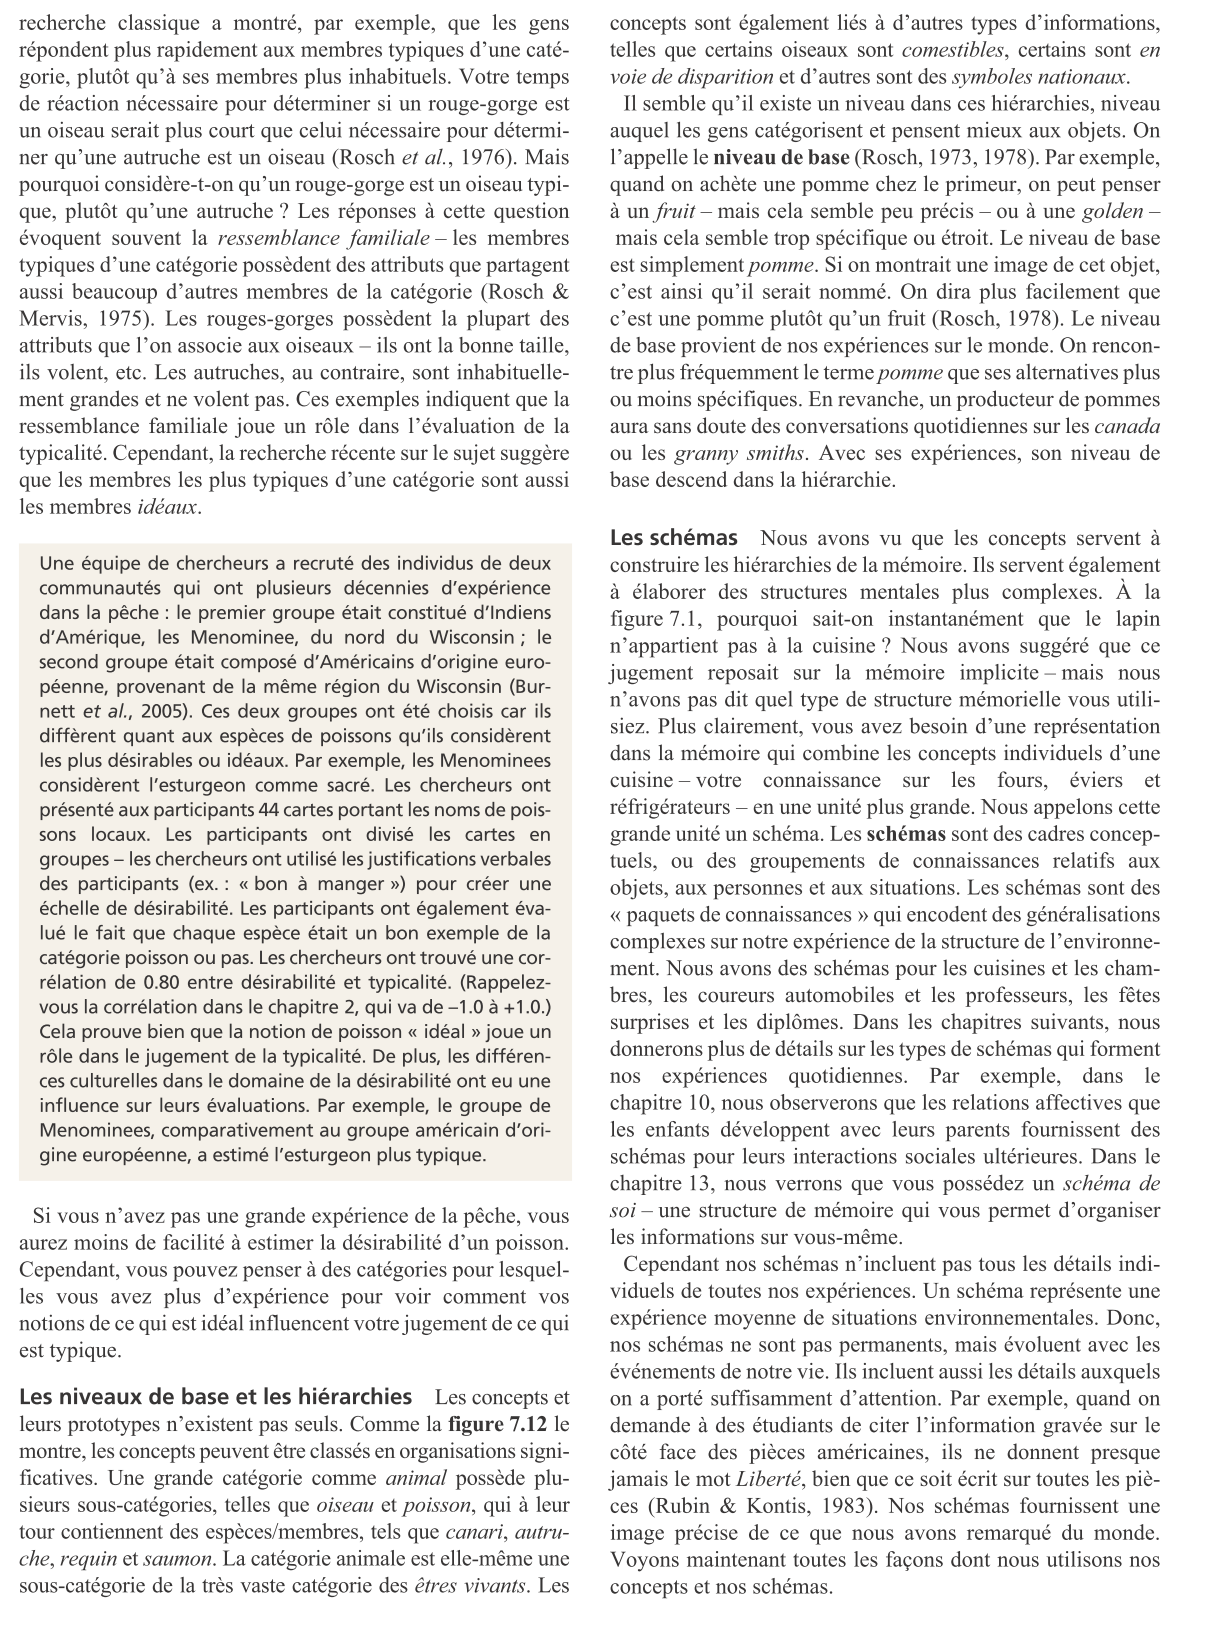 recherche classique a montré, par exemple, que les gens
répondent plus rapidement aux membres typiques d'une caté-
gorie, plutôt qu'à ses membres plus inhabituels. Votre temps
de réaction nécessaire pour déterminer si un rouge-gorge est
un oiseau serait plus court que celui nécessaire pour détermi-
ner qu'une autruche est un oiseau (Rosch et al., 1976). Mais
pourquoi considère-t-on qu'un rouge-gorge est un oiseau typi-
que, plutôt qu'une autruche ? Les réponses à cette question
évoquent souvent la ressemblance familiale – les membres
typiques d'une catégorie possèdent des attributs que partagent
aussi beaucoup d'autres membres de la catégorie (Rosch &
Mervis, 1975). Les rouges-gorges possèdent la plupart des
attributs que l'on associe aux oiseaux – ils ont la bonne taille,
ils volent, etc. Les autruches, au contraire, sont inhabituelle-
ment grandes et ne volent pas. Ces exemples indiquent que la
ressemblance familiale joue un rôle dans l'évaluation de la
typicalité. Cependant, la recherche récente sur le sujet suggère
que les membres les plus typiques d'une catégorie sont aussi
les membres idéaux.
Une équipe de chercheurs a recruté des individus de deux
communautés qui ont plusieurs décennies d'expérience
dans la pêche : le premier groupe était constitué d'Indiens
d'Amérique, les Menominee, du nord du Wisconsin ; le
second groupe était composé d'Américains d'origine euro-
péenne, provenant de la même région du Wisconsin (Bur-
nett et al., 2005). Ces deux groupes ont été choisis car ils
diffèrent quant aux espèces de poissons qu'ils considèrent
les plus désirables ou idéaux. Par exemple, les Menominees
considèrent l'esturgeon comme sacré. Les chercheurs ont
présenté aux participants 44 cartes portant les noms de pois-
sons locaux. Les participants ont divisé les cartes en
groupes – les chercheurs ont utilisé les justifications verbales
des participants (ex. : « bon à manger ») pour créer une
échelle de désirabilité. Les participants ont également éva-
lué le fait que chaque espèce était un bon exemple de la
catégorie poisson ou pas. Les chercheurs ont trouvé une cor-
rélation de 0.80 entre désirabilité et typicalité. (Rappelez-
vous la corrélation dans le chapitre 2, qui va de –1.0 à +1.0.)
Cela prouve bien que la notion de poisson « idéal » joue un
rôle dans le jugement de la typicalité. De plus, les différen-
ces culturelles dans le domaine de la désirabilité ont eu une
influence sur leurs évaluations. Par exemple, le groupe de
Menominees, comparativement au groupe américain d'ori-
gine européenne, a estimé l'esturgeon plus typique.
Si vous n'avez pas une grande expérience de la pêche, vous
aurez moins de facilité à estimer la désirabilité d'un poisson.
Cependant, vous pouvez penser à des catégories pour lesquel-
les vous avez plus d'expérience pour voir comment vos
notions de ce qui est idéal influencent votre jugement de ce qui
est typique.
Les niveaux de base et les hiérarchies Les concepts et
leurs prototypes n'existent pas seuls. Comme la figure 7.12 le
montre, les concepts peuvent être classés en organisations signi-
ficatives. Une grande catégorie comme animal possède plu-
sieurs sous-catégories, telles que oiseau et poisson, qui à leur
tour contiennent des espèces/membres, tels que canari, autru-
che, requin et saumon. La catégorie animale est elle-même une
sous-catégorie de la très vaste catégorie des êtres vivants. Les
concepts sont également liés à d'autres types d'informations,
telles que certains oiseaux sont comestibles, certains sont en
voie de disparition et d'autres sont des symboles nationaux.
Il semble qu'il existe un niveau dans ces hiérarchies, niveau
auquel les gens catégorisent et pensent mieux aux objets. On
l'appelle le niveau de base (Rosch, 1973, 1978). Par exemple,
quand on achète une pomme chez le primeur, on peut penser
à un fruit – mais cela semble peu précis – ou à une golden –
mais cela semble trop spécifique ou étroit. Le niveau de base
est simplement pomme. Si on montrait une image de cet objet,
c'est ainsi qu'il serait nommé. On dira plus facilement que
c'est une pomme plutôt qu'un fruit (Rosch, 1978). Le niveau
de base provient de nos expériences sur le monde. On rencon-
tre plus fréquemment le terme pomme que ses alternatives plus
ou moins spécifiques. En revanche, un producteur de pommes
aura sans doute des conversations quotidiennes sur les canada
ou les granny smiths. Avec ses expériences, son niveau de
base descend dans la hiérarchie.
Les schémas Nous avons vu que les concepts servent à
construire les hiérarchies de la mémoire. Ils servent également
à élaborer des structures mentales plus complexes. À la
figure 7.1, pourquoi sait-on instantanément que le lapin
n'appartient pas à la cuisine ? Nous avons suggéré que ce
jugement reposait sur la mémoire implicite – mais nous
n'avons pas dit quel type de structure mémorielle vous utili-
siez. Plus clairement, vous avez besoin d'une représentation
dans la mémoire qui combine les concepts individuels d'une
cuisine – votre connaissance sur les fours, éviers et
réfrigérateurs – en une unité plus grande. Nous appelons cette
grande unité un schéma. Les schémas sont des cadres concep-
tuels, ou des groupements de connaissances relatifs aux
objets, aux personnes et aux situations. Les schémas sont des
« paquets de connaissances » qui encodent des généralisations
complexes sur notre expérience de la structure de l'environne-
ment. Nous avons des schémas pour les cuisines et les cham-
bres, les coureurs automobiles et les professeurs, les fêtes
surprises et les diplômes. Dans les chapitres suivants, nous
donnerons plus de détails sur les types de schémas qui forment
nos expériences quotidiennes. Par exemple, dans le
chapitre 10, nous observerons que les relations affectives que
les enfants développent avec leurs parents fournissent des
schémas pour leurs interactions sociales ultérieures. Dans le
chapitre 13, nous verrons que vous possédez un schéma de
soi – une structure de mémoire qui vous permet d'organiser
les informations sur vous-même.
Cependant nos schémas n'incluent pas tous les détails indi-
viduels de toutes nos expériences. Un schéma représente une
expérience moyenne de situations environnementales. Donc,
nos schémas ne sont pas permanents, mais évoluent avec les
événements de notre vie. Ils incluent aussi les détails auxquels
on a porté suffisamment d'attention. Par exemple, quand on
demande à des étudiants de citer l'information gravée sur le
côté face des pièces américaines, ils ne donnent presque
jamais le mot Liberté, bien que ce soit écrit sur toutes les piè-
ces (Rubin & Kontis, 1983). Nos schémas fournissent une
image précise de ce que nous avons remarqué du monde.
Voyons maintenant toutes les façons dont nous utilisons nos
concepts et nos schémas.